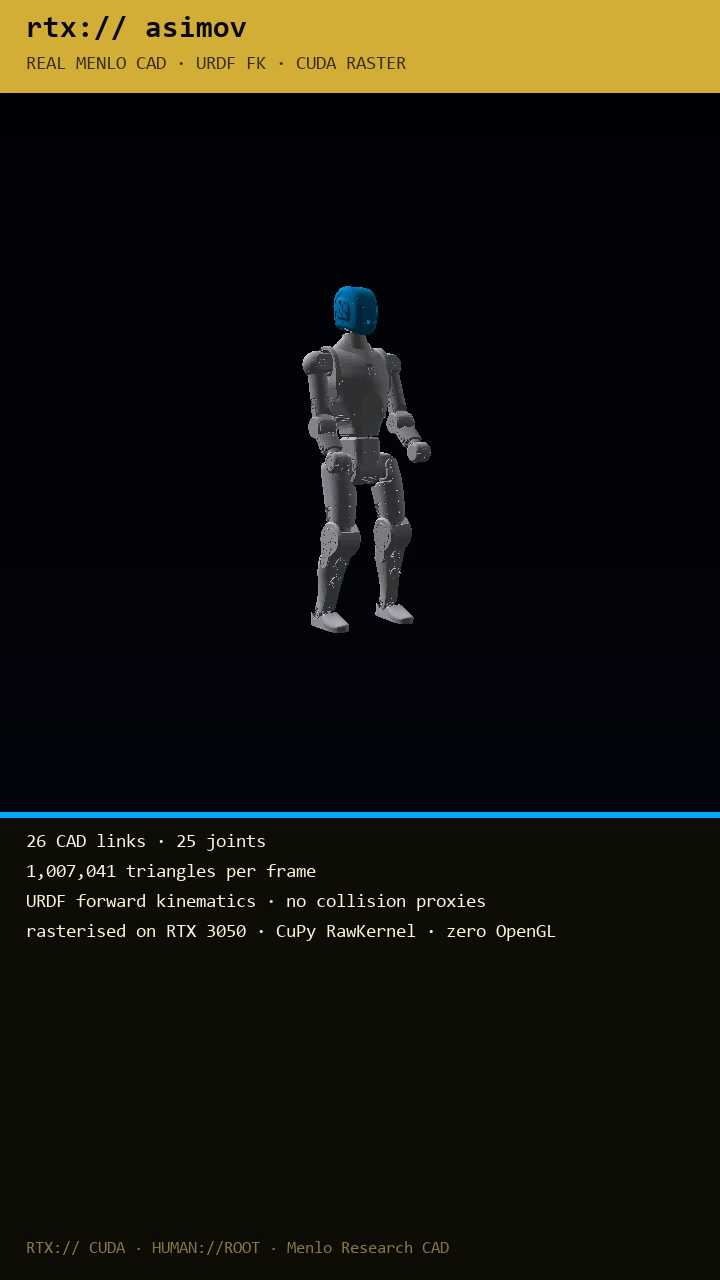 rtx:// asimov
REAL MENLO CAD · URDF FK · CUDA RASTER
26 CAD links · 25 joints
1,007,041 triangles per frame
URDF forward kinematics · no collision proxies
rasterised on RTX 3050 · CuPy RawKernel · zero OpenGL
RTX:// CUDA · HUMAN://ROOT · Menlo Research CAD